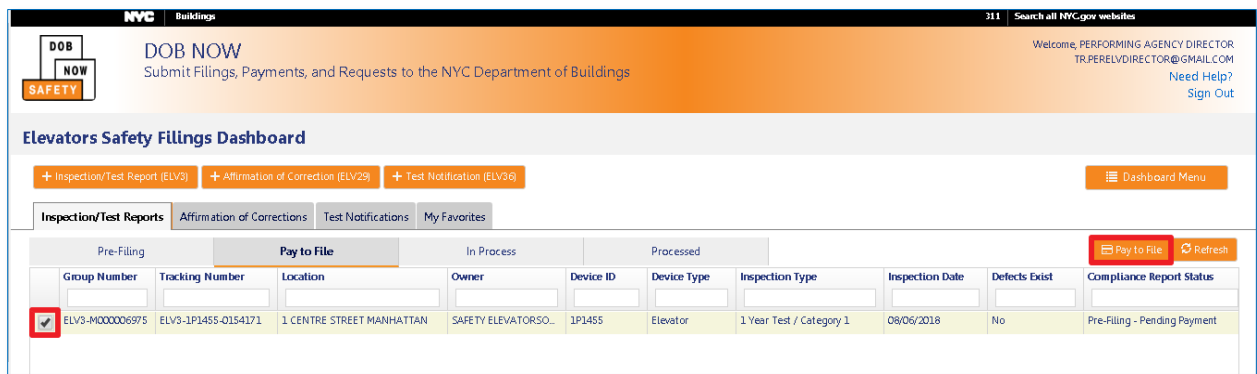 NYC Buildings 311 Search all NYC.gov websites
DOB
NOW
SAFETY
DOB NOW
Submit Filings, Payments, and Requests to the NYC Department of Buildings
Welcome, PERFORMING AGENCY DIRECTOR
TR.PERELVDIRECTOR@GMAIL.COM
Need Help?
Sign Out
Elevators Safety Filings Dashboard
+ Inspection/Test Report (ELV3) + Affirmation of Correction (ELV29) + Test Notification (ELV36) Dashboard Menu
Inspection/Test Reports Affirmation of Corrections Test Notifications My Favorites
Pre-Filing Pay to File In Process Processed Pay to File Refresh
Group Number Tracking Number Location Owner Device ID Device Type Inspection Type Inspection Date Defects Exist Compliance Report Status
ELV3-M000006975 ELV3-1P1455-0154171 1 CENTRE STREET MANHATTAN SAFETY ELEVATORSO... 1P1455 Elevator 1 Year Test / Category 1 08/06/2018 No Pre-Filing - Pending Payment